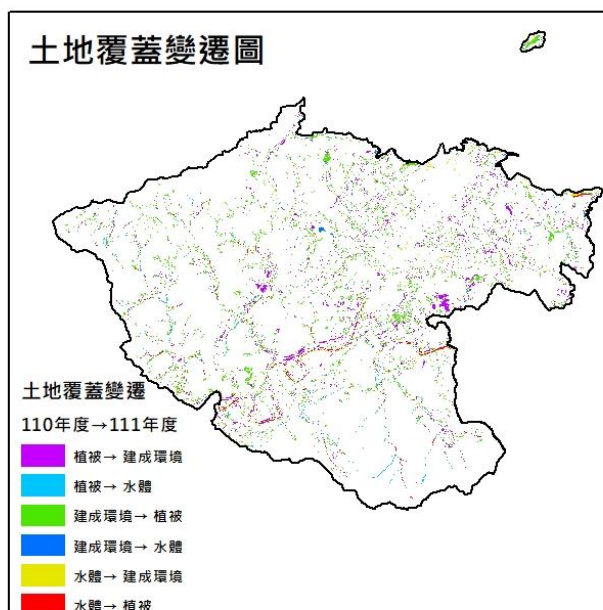 土地覆蓋變遷圖
土地覆蓋變遷
110年度→111年度
植被→ 建成環境
植被→ 水體
建成環境→ 植被
建成環境→ 水體
水體→ 建成環境
水體→ 植被